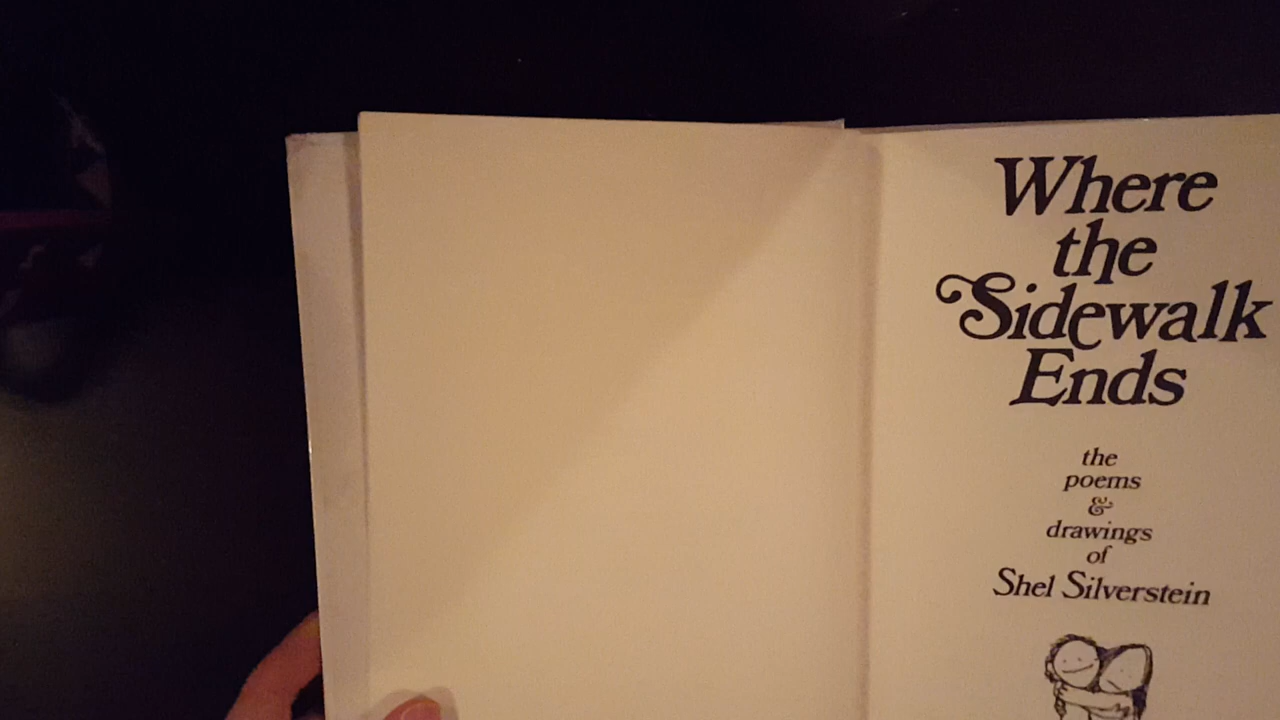 Where
the
Sidewalk
Ends
the
poems
&
drawings
of
Shel Silverstein